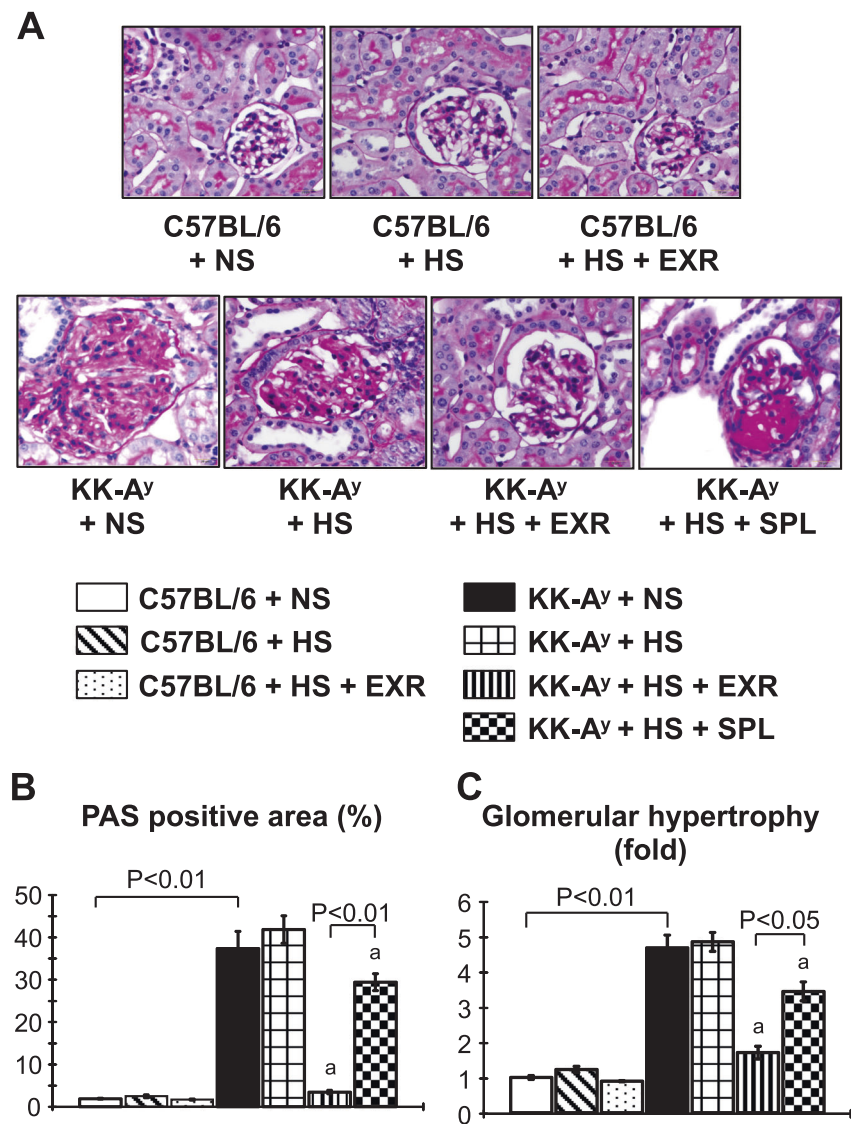 A
C57BL/6
+ NS
C57BL/6
+ HS
C57BL/6
+ HS + EXR
KK-Aʸ
+ NS
KK-Aʸ
+ HS
KK-Aʸ
+ HS + EXR
KK-Aʸ
+ HS + SPL
C57BL/6 + NS
C57BL/6 + HS
C57BL/6 + HS + EXR
KK-Aʸ + NS
KK-Aʸ + HS
KK-Aʸ + HS + EXR
KK-Aʸ + HS + SPL
B
PAS positive area (%)
50
40
30
20
10
0
P<0.01
P<0.01
a
a
C
Glomerular hypertrophy
(fold)
6
5
4
3
2
1
0
P<0.01
P<0.05
a
a